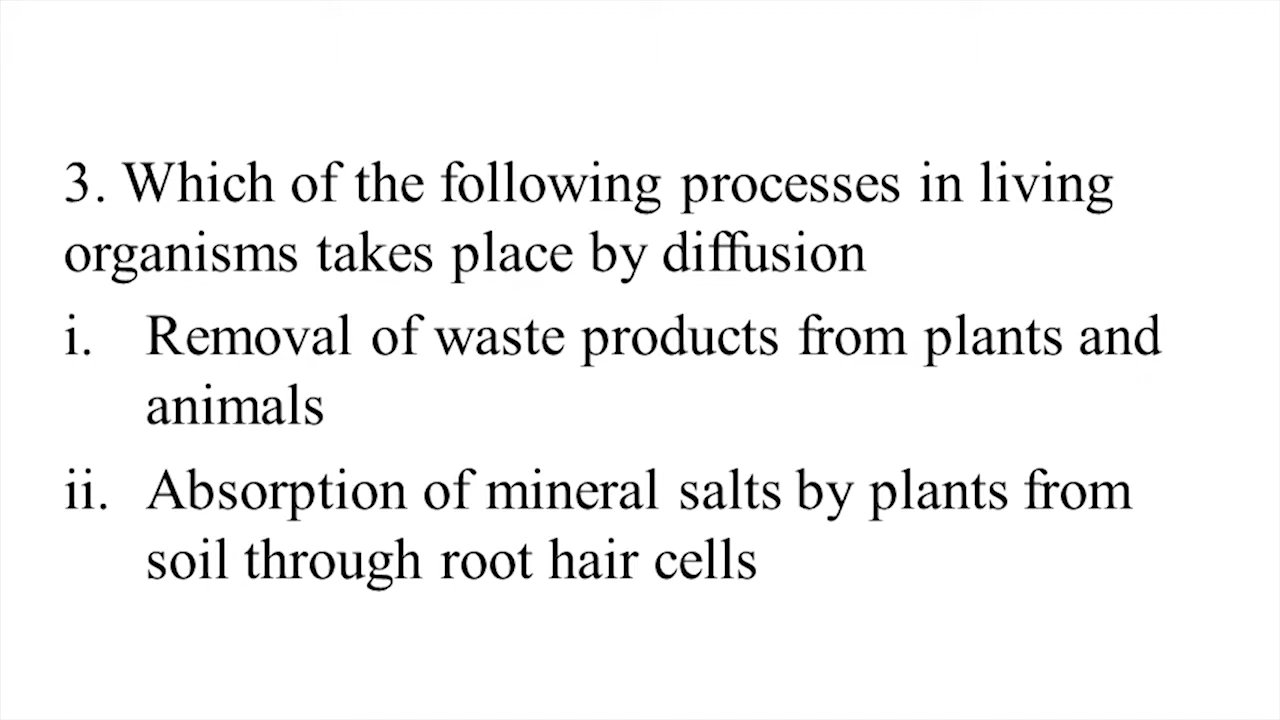 3. Which of the following processes in living
organisms takes place by diffusion
i. Removal of waste products from plants and
animals
ii. Absorption of mineral salts by plants from
soil through root hair cells